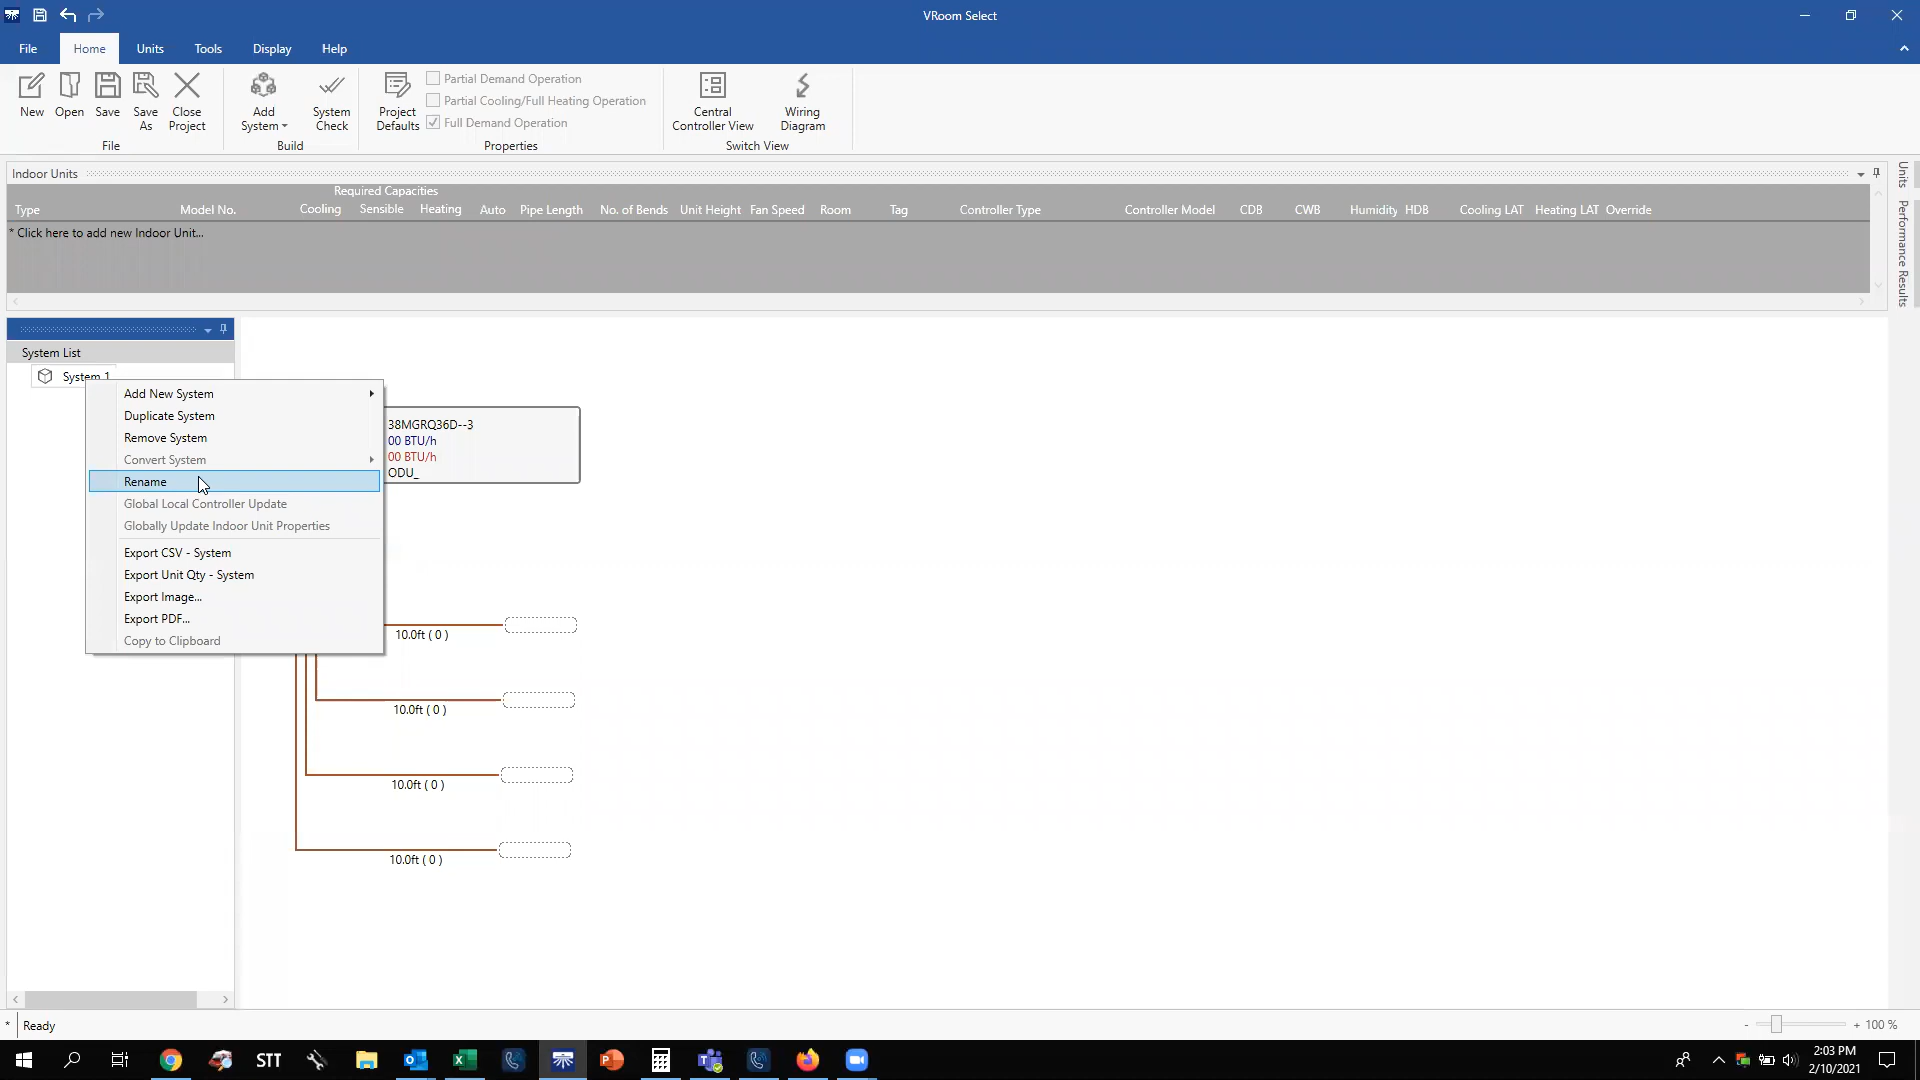 VRoom Select
File Home Units Tools Display Help
New Open Save Save As Close Project
File
Add System System Check
Build
Project Defaults
Partial Demand Operation
Partial Cooling/Full Heating Operation
Full Demand Operation
Properties
Central Controller View Wiring Diagram
Switch View
Indoor Units
Required Capacities
Type Model No. Cooling Sensible Heating Auto Pipe Length No. of Bends Unit Height Fan Speed Room Tag Controller Type Controller Model CDB CWB Humidity HDB Cooling LAT Heating LAT Override
* Click here to add new Indoor Unit...
Units
Performance Results
System List
System 1
Add New System
Duplicate System
Remove System
Convert System
Rename
Global Local Controller Update
Globally Update Indoor Unit Properties
Export CSV - System
Export Unit Qty - System
Export Image...
Export PDF...
Copy to Clipboard
38MGRQ36D--3
00 BTU/h
00 BTU/h
ODU_
10.0ft ( 0 )
10.0ft ( 0 )
10.0ft ( 0 )
10.0ft ( 0 )
* Ready
- + 100 %
STT
2:03 PM
2/10/2021